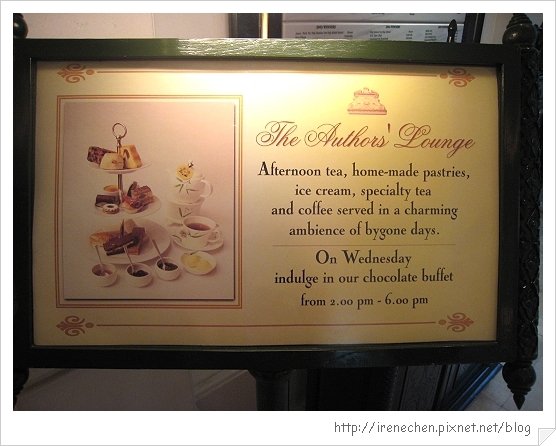 The Authors' Lounge
Afternoon tea, home-made pastries,
ice cream, specialty tea
and coffee served in a charming
ambience of bygone days.
On Wednesday
indulge in our chocolate buffet
from 2.00 pm - 6.00 pm
http://irenechen.pixnet.net/blog